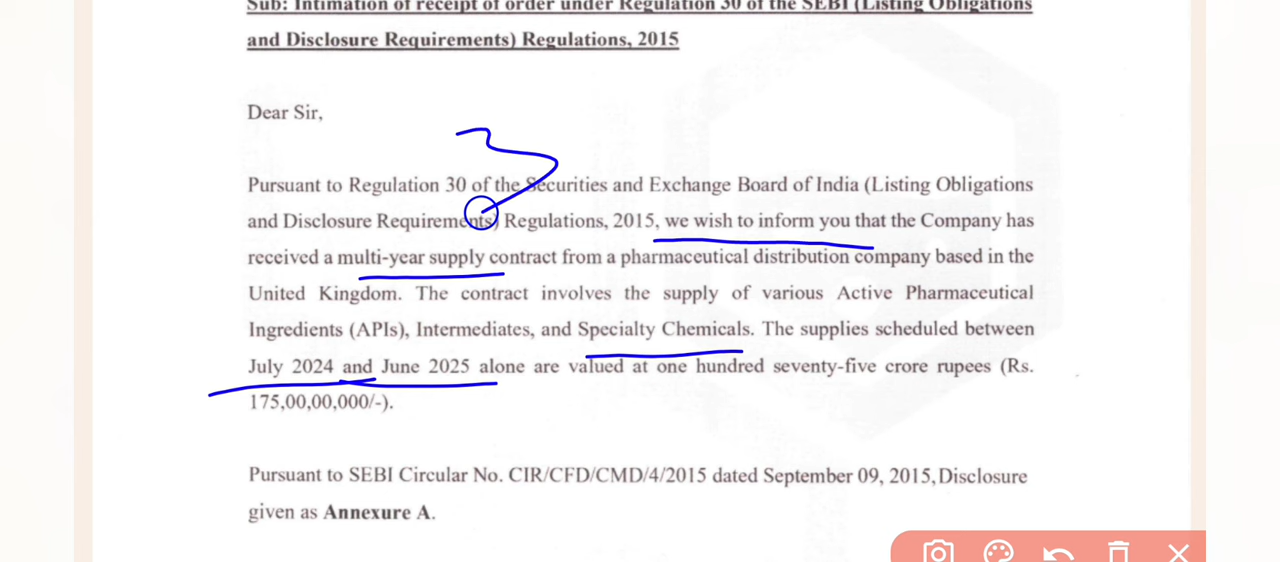 Sub: Intimation of receipt of order under Regulation 30 of the SEBI (Listing Obligations
and Disclosure Requirements) Regulations, 2015
Dear Sir,
Pursuant to Regulation 30 of the Securities and Exchange Board of India (Listing Obligations
and Disclosure Requirements) Regulations, 2015, we wish to inform you that the Company has
received a multi-year supply contract from a pharmaceutical distribution company based in the
United Kingdom. The contract involves the supply of various Active Pharmaceutical
Ingredients (APIs), Intermediates, and Specialty Chemicals. The supplies scheduled between
July 2024 and June 2025 alone are valued at one hundred seventy-five crore rupees (Rs.
175,00,00,000/-).
Pursuant to SEBI Circular No. CIR/CFD/CMD/4/2015 dated September 09, 2015, Disclosure
given as Annexure A.